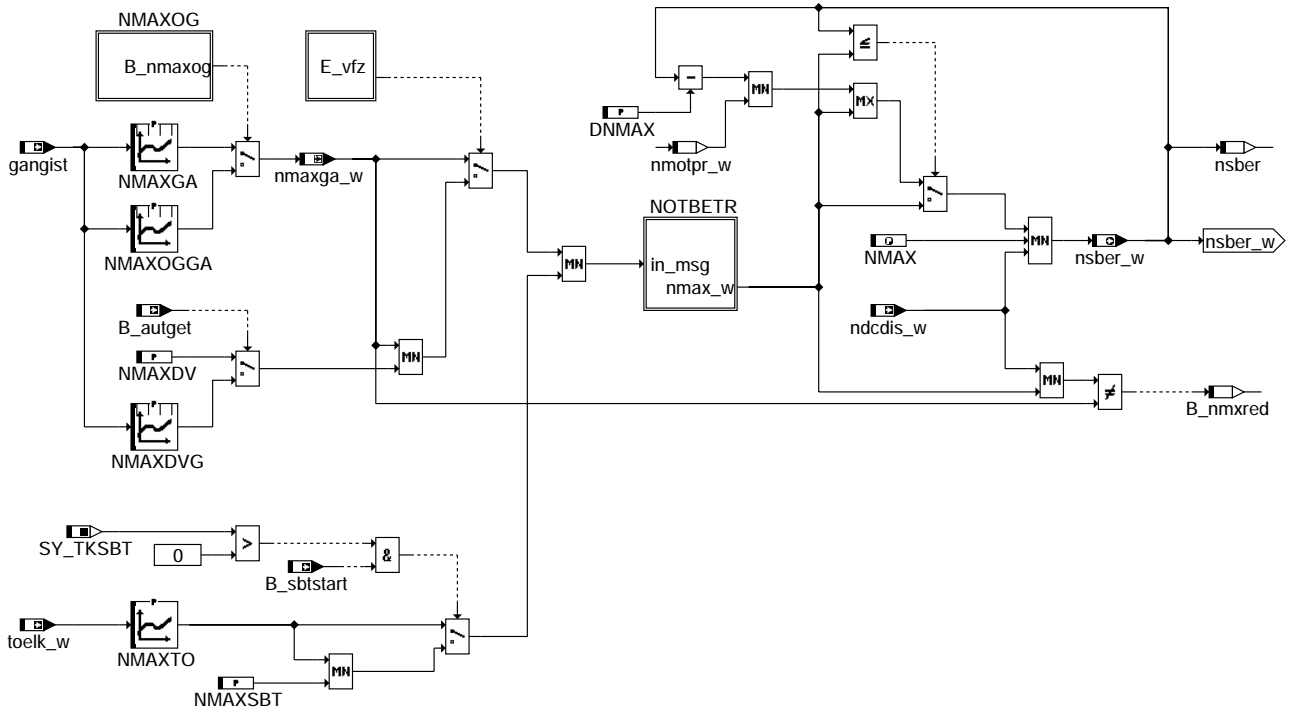 NMAXOG
B_nmaxog
E_vfz
P
gangist
NMAXGA
nmaxga_w
P
NMAXOGGA
B_autget
P
NMAXDV
MN
P
NMAXDVG
MN
SY_TKSBT
0
>
&
B_sbtstart
toelk_w
P
NMAXTO
MN
P
NMAXSBT
NOTBETR
in_msg
nmax_w
-
P
DNMAX
nmotpr_w
MN
≤
MX
NMAX
ndcdis_w
MN
nsber_w
nsber
nsber_w
MN
≠
B_nmxred